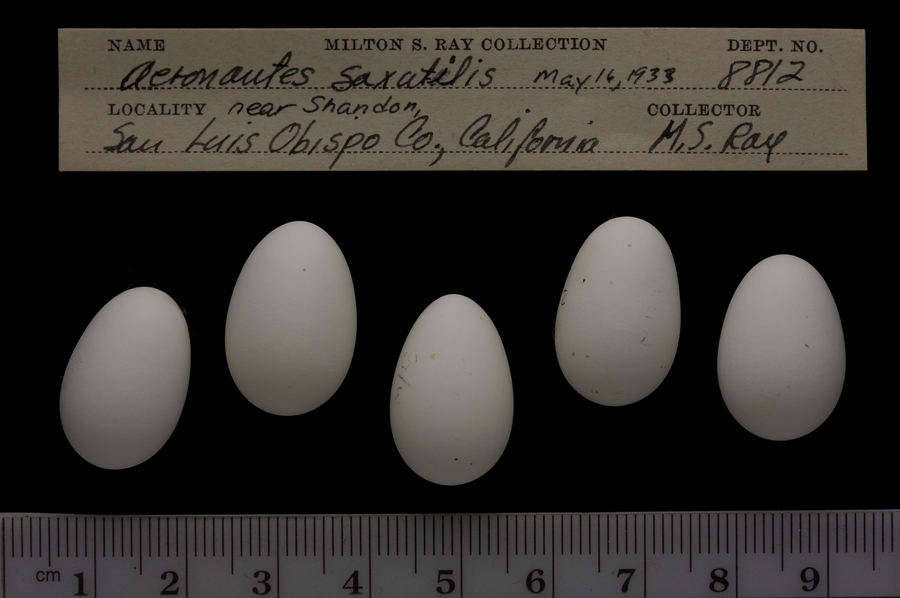 NAME MILTON S. RAY COLLECTION DEPT. NO.
Aeronautes saxatilis May 16, 1933 8812
LOCALITY near Shandon, COLLECTOR
San Luis Obispo Co., California M.S. Ray
cm 1 2 3 4 5 6 7 8 9